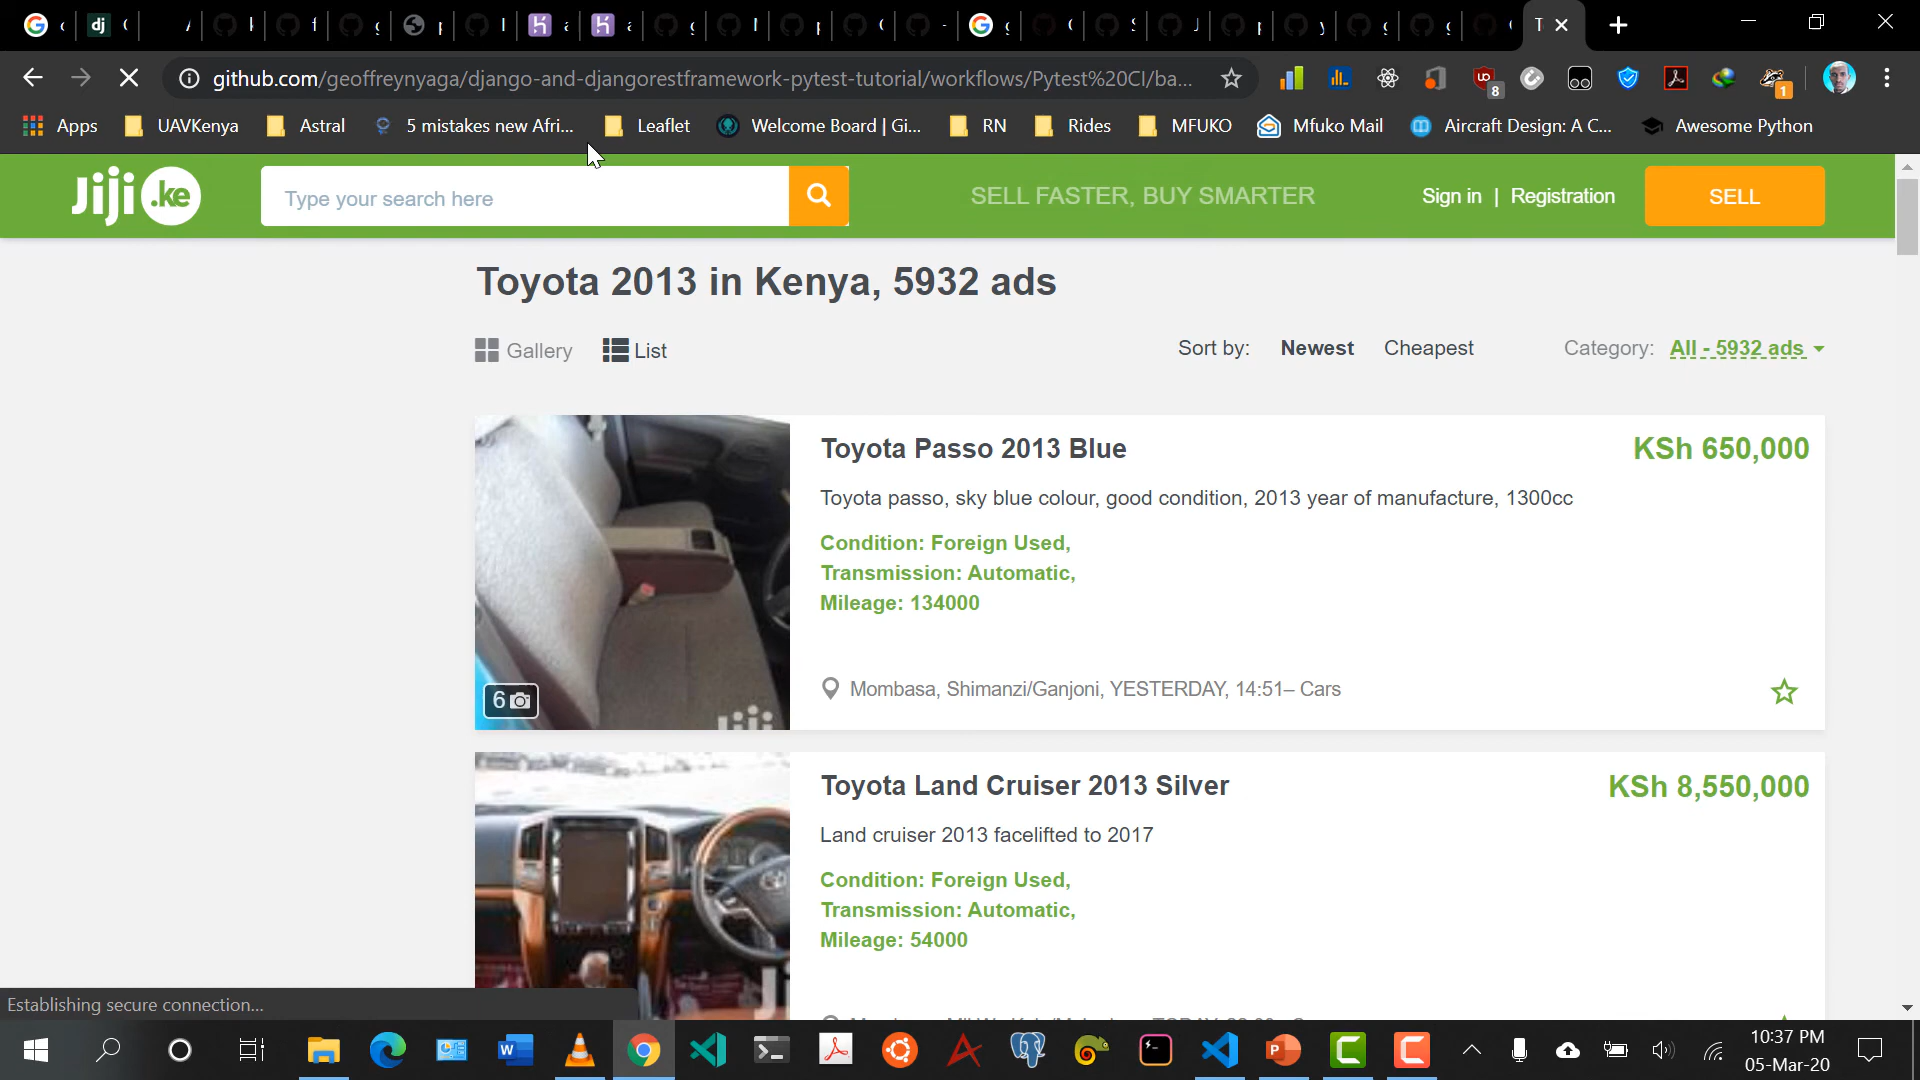 github.com/geoffreynyaga/django-and-djangorestframework-pytest-tutorial/workflows/Pytest%20CI/ba...
Apps
UAVKenya
Astral
5 mistakes new Afri...
Leaflet
Welcome Board | Gi...
RN
Rides
MFUKO
Mfuko Mail
Aircraft Design: A C...
Awesome Python
Jiji .ke
Type your search here
SELL FASTER, BUY SMARTER
Sign in | Registration
SELL
Toyota 2013 in Kenya, 5932 ads
Gallery
List
Sort by: Newest Cheapest
Category: All - 5932 ads
Toyota Passo 2013 Blue
KSh 650,000
Toyota passo, sky blue colour, good condition, 2013 year of manufacture, 1300cc
Condition: Foreign Used,
Transmission: Automatic,
Mileage: 134000
6
Mombasa, Shimanzi/Ganjoni, YESTERDAY, 14:51– Cars
Toyota Land Cruiser 2013 Silver
KSh 8,550,000
Land cruiser 2013 facelifted to 2017
Condition: Foreign Used,
Transmission: Automatic,
Mileage: 54000
Establishing secure connection...
10:37 PM
05-Mar-20